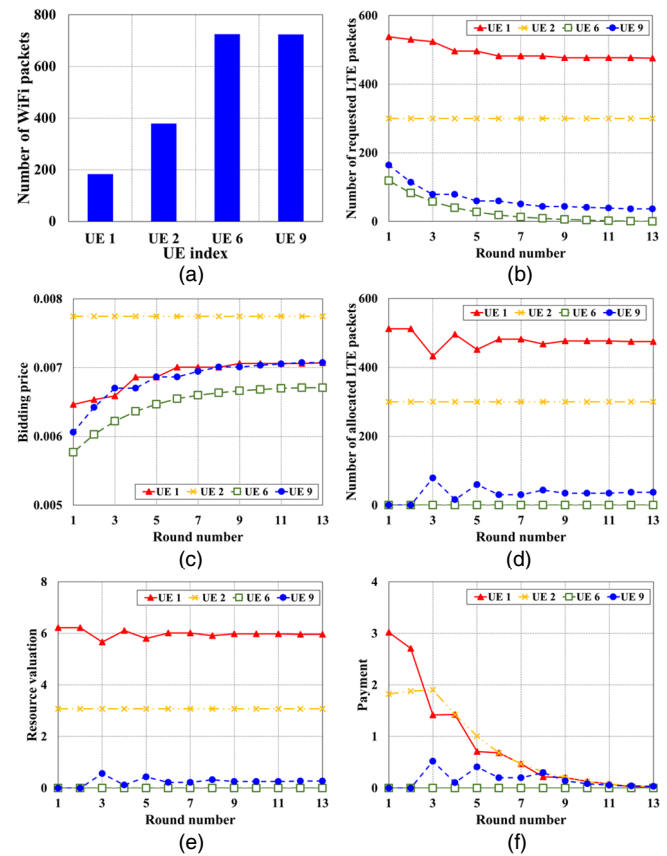 800
600
400
200
0
Number of WiFi packets
UE 1 UE 2 UE 6 UE 9
UE index
(a)
600
500
400
300
200
100
0
Number of requested LTE packets
UE 1 UE 2 UE 6 UE 9
1 3 5 7 9 11 13
Round number
(b)
0.008
0.007
0.006
0.005
Bidding price
UE 1 UE 2 UE 6 UE 9
1 3 5 7 9 11 13
Round number
(c)
600
400
200
0
Number of allocated LTE packets
UE 1 UE 2 UE 6 UE 9
1 3 5 7 9 11 13
Round number
(d)
8
6
4
2
0
Resource valuation
UE 1 UE 2 UE 6 UE 9
1 3 5 7 9 11 13
Round number
(e)
4
3
2
1
0
Payment
UE 1 UE 2 UE 6 UE 9
1 3 5 7 9 11 13
Round number
(f)